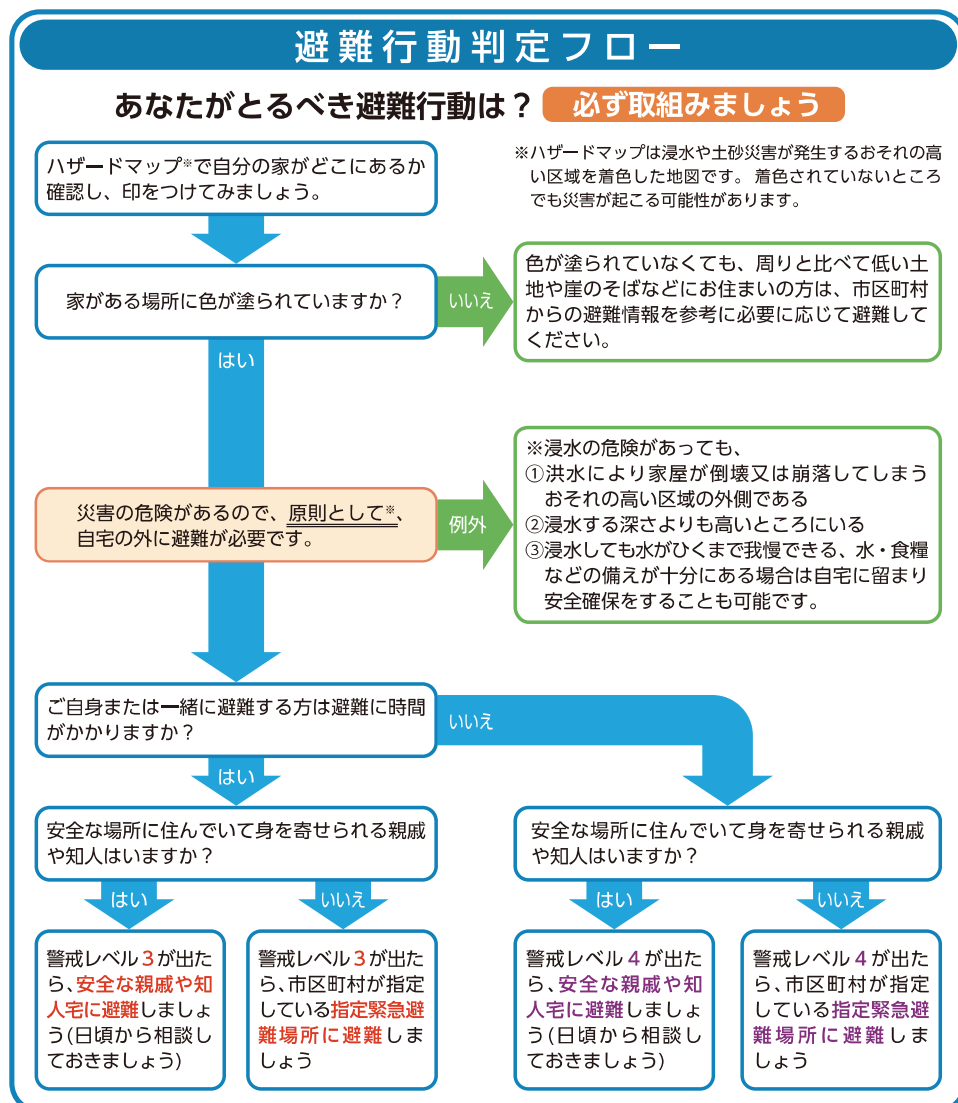 避難行動判定フロー
あなたがとるべき避難行動は？ 必ず取組みましょう
ハザードマップ※で自分の家がどこにあるか
確認し、印をつけてみましょう。
※ハザードマップは浸水や土砂災害が発生するおそれの高
い区域を着色した地図です。 着色されていないところ
でも災害が起こる可能性があります。
家がある場所に色が塗られていますか？
いいえ
色が塗られていなくても、周りと比べて低い土
地や崖のそばなどにお住まいの方は、市区町村
からの避難情報を参考に必要に応じて避難して
ください。
はい
災害の危険があるので、原則として※、
自宅の外に避難が必要です。
例外
※浸水の危険があっても、
①洪水により家屋が倒壊又は崩落してしまう
おそれの高い区域の外側である
②浸水する深さよりも高いところにいる
③浸水しても水がひくまで我慢できる、水・食糧
などの備えが十分にある場合は自宅に留まり
安全確保をすることも可能です。
ご自身または一緒に避難する方は避難に時間
がかかりますか？
いいえ
はい
安全な場所に住んでいて身を寄せられる親戚
や知人はいますか？
はい
いいえ
警戒レベル3が出た
ら、安全な親戚や知
人宅に避難しましょ
う(日頃から相談し
ておきましょう)
警戒レベル3が出た
ら、市区町村が指定
している指定緊急避
難場所に避難しま
しょう
安全な場所に住んでいて身を寄せられる親戚
や知人はいますか？
はい
いいえ
警戒レベル4が出た
ら、安全な親戚や知
人宅に避難しましょ
う(日頃から相談し
ておきましょう)
警戒レベル4が出た
ら、市区町村が指定
している指定緊急避
難場所に避難しま
しょう